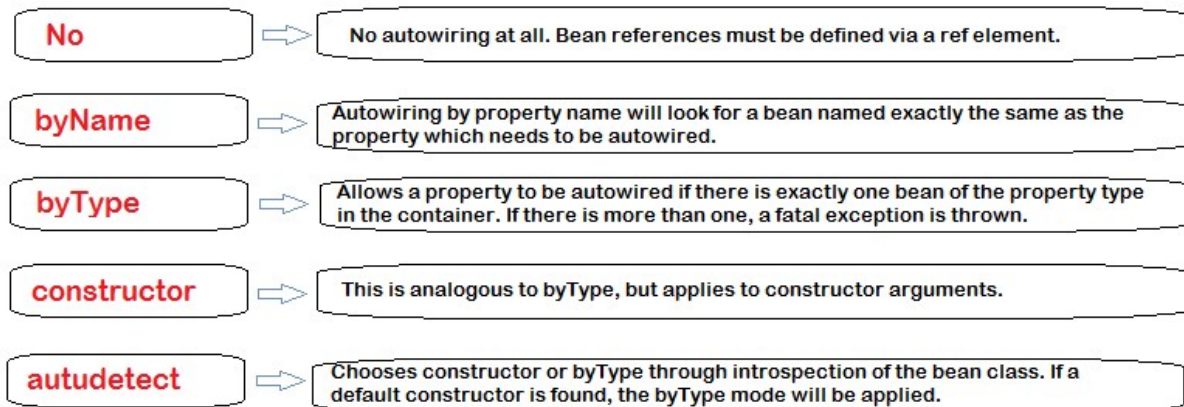 No
No autowiring at all. Bean references must be defined via a ref element.
byName
Autowiring by property name will look for a bean named exactly the same as the
property which needs to be autowired.
byType
Allows a property to be autowired if there is exactly one bean of the property type
in the container. If there is more than one, a fatal exception is thrown.
constructor
This is analogous to byType, but applies to constructor arguments.
autudetect
Chooses constructor or byType through introspection of the bean class. If a
default constructor is found, the byType mode will be applied.